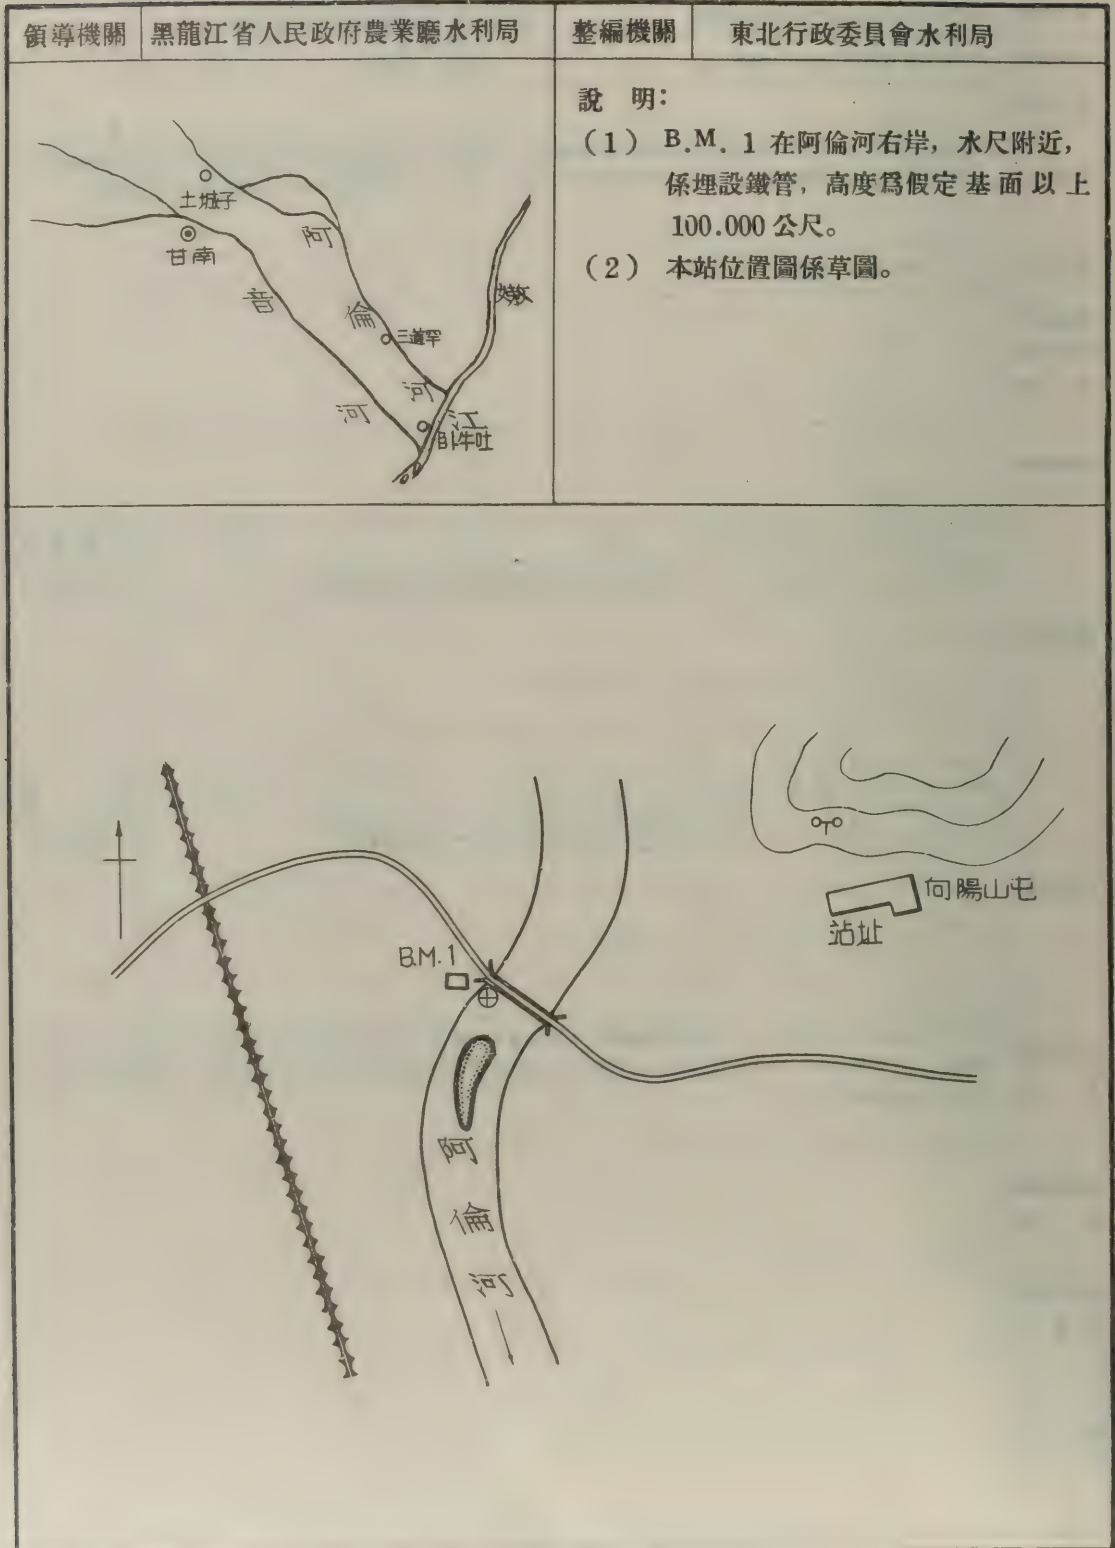 領導機關 黑龍江省人民政府農業廳水利局 整編機關 東北行政委員會水利局
說 明:
(1) B.M. 1 在阿倫河右岸, 水尺附近,
係埋設鐵管, 高度爲假定基面以上
100.000 公尺。
(2) 本站位置圖係草圖。
土城子
甘南
音河
阿倫河
三道罕
嫩江
卧牛吐
向陽山屯
站址
B.M.1
阿倫河